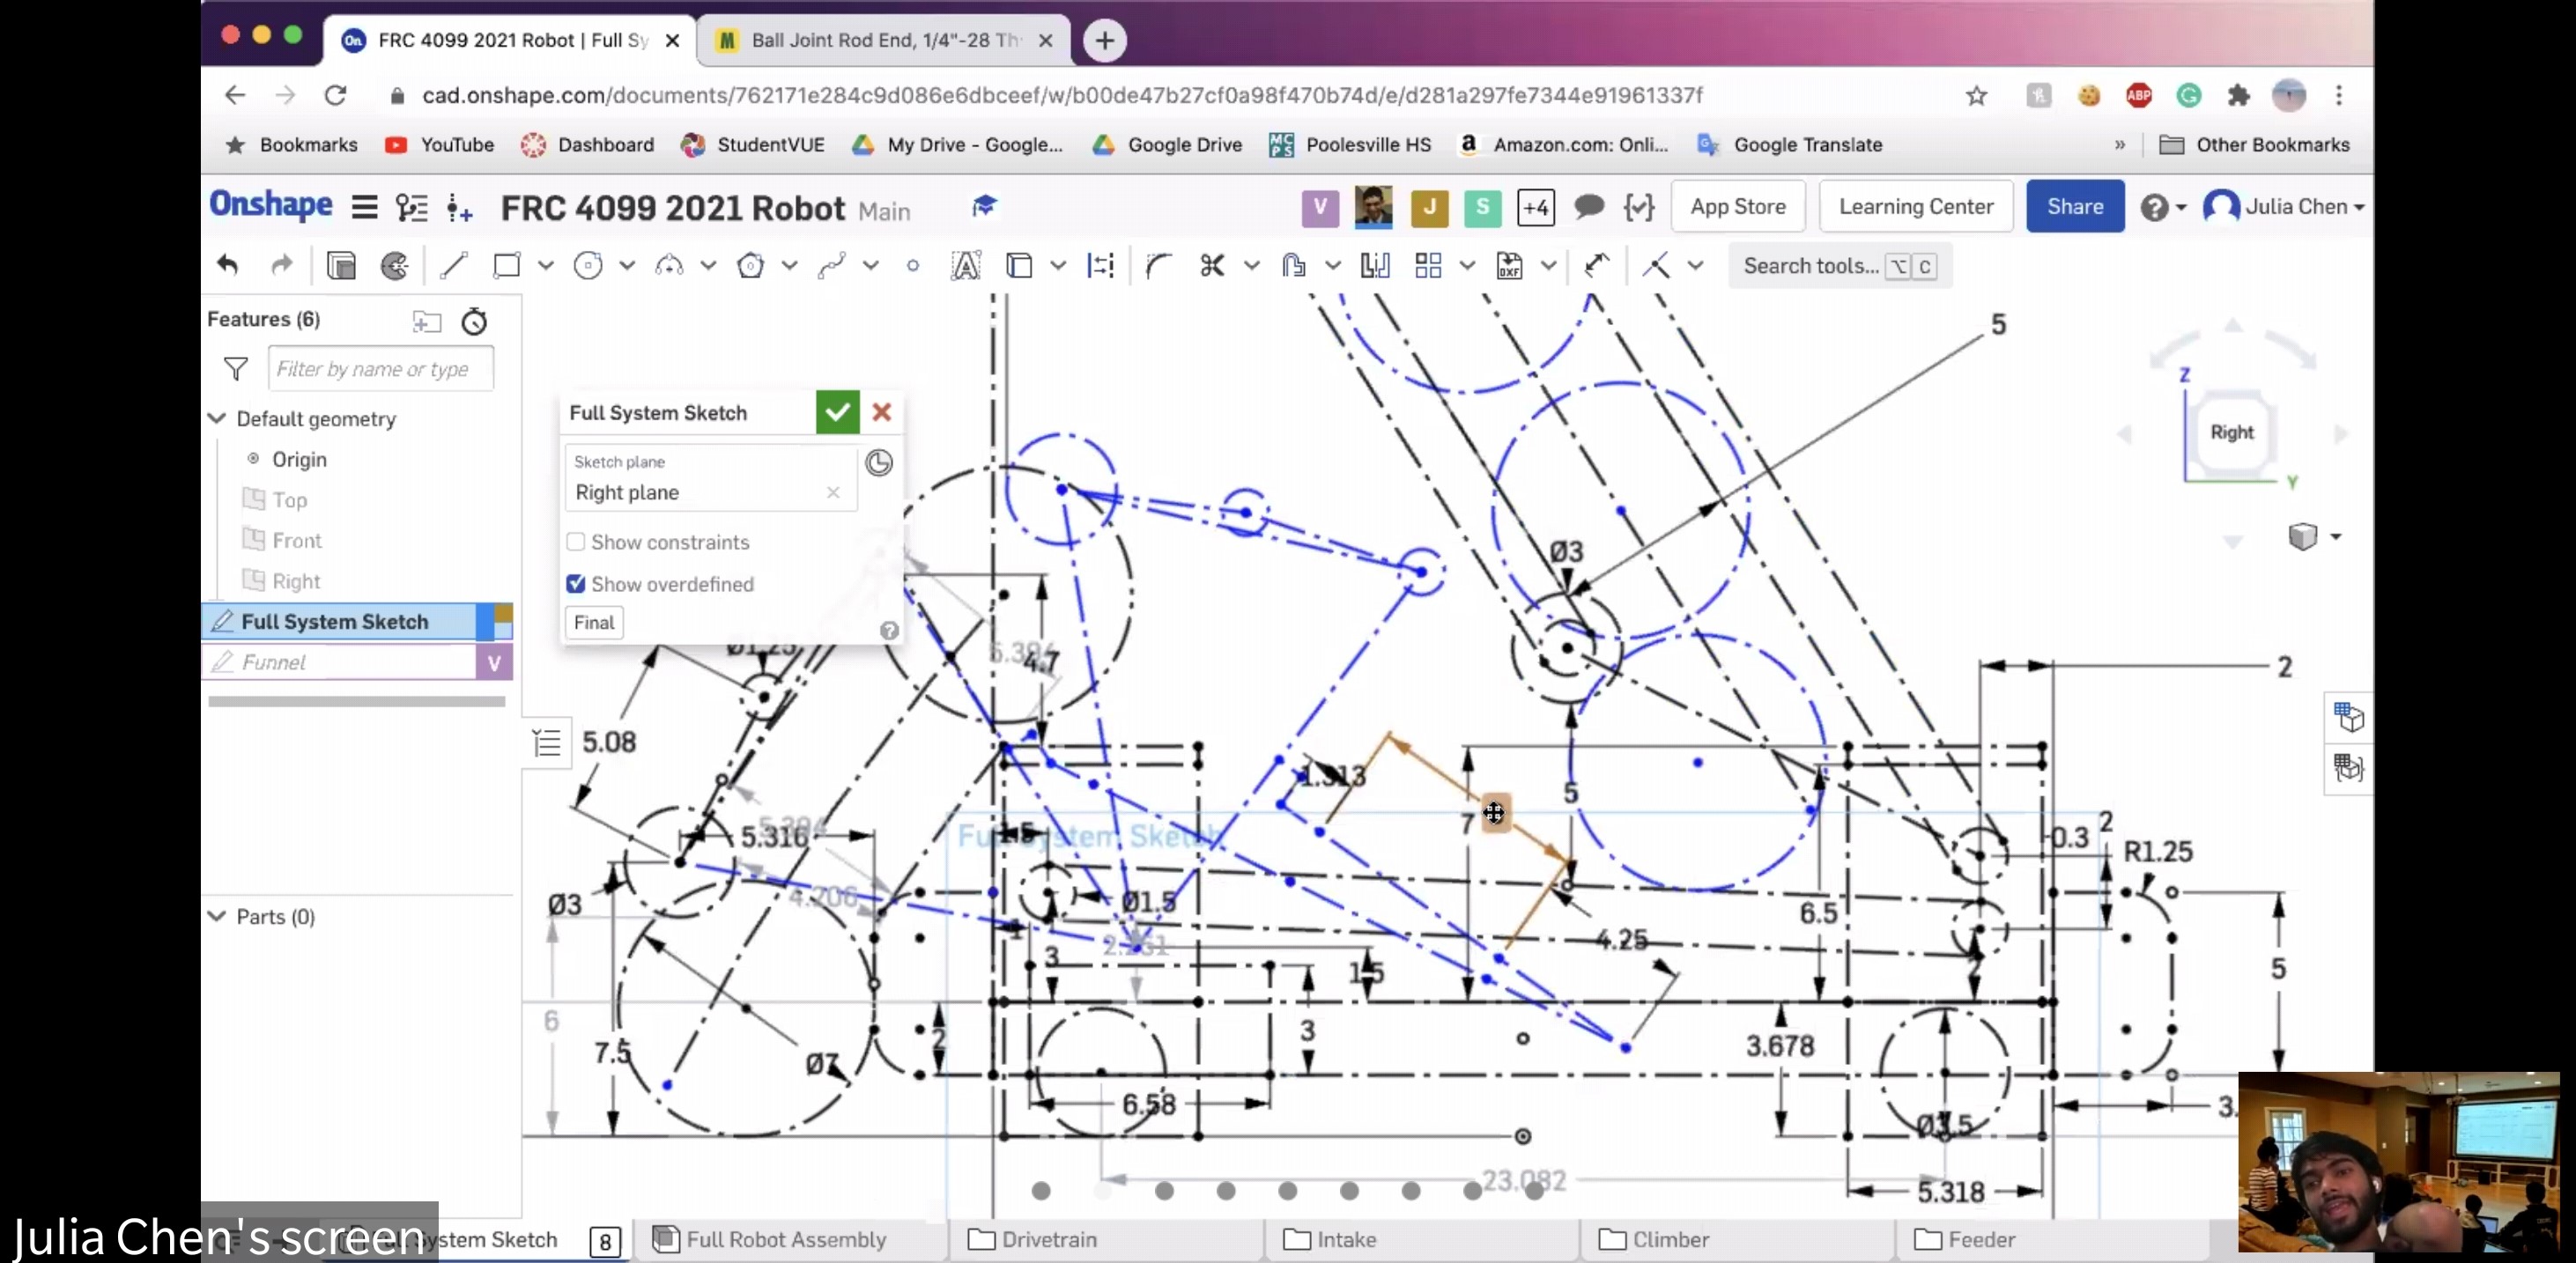 FRC 4099 2021 Robot | Full Sy
Ball Joint Rod End, 1/4"-28 Th
cad.onshape.com/documents/762171e284c9d086e6dbceef/w/b00de47b27cf0a98f470b74d/e/d281a297fe7344e91961337f
ABP
Bookmarks YouTube Dashboard StudentVUE My Drive - Google... Google Drive MC PS Poolesville HS Amazon.com: Onli... Google Translate » Other Bookmarks
Onshape FRC 4099 2021 Robot Main V J S +4 App Store Learning Center Share Julia Chen
DXF Search tools... ⌥ C
Features (6)
Filter by name or type
Default geometry
Origin
Top
Front
Right
Full System Sketch
Funnel V
Parts (0)
Full System Sketch
Sketch plane
Right plane
Show constraints
Show overdefined
Final
5
Z
Right
Y
Ø3
Ø1.25
4.7
2
5.08
1.313
5
7
5.316
Full System Sketch
1.5
0.3
2
R1.25
Ø3
4.206
Ø1.5
6.5
4.25
1
3
1.5
2
5
6
7.5
2
3
3.678
Ø7
6.58
Ø3.5
3.
23.082
5.318
System Sketch 8 Full Robot Assembly Drivetrain Intake Climber Feeder
Julia Chen's screen